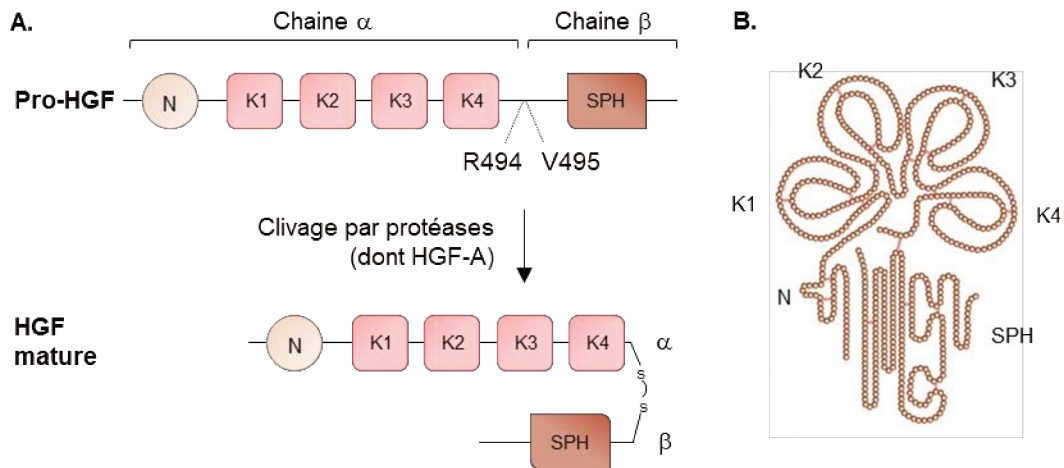 A.
Chaine α
Chaine β
Pro-HGF
N
K1
K2
K3
K4
SPH
R494
V495
Clivage par protéases
(dont HGF-A)
HGF
mature
N
K1
K2
K3
K4
α
s
s
SPH
β
B.
K2
K3
K1
K4
N
SPH